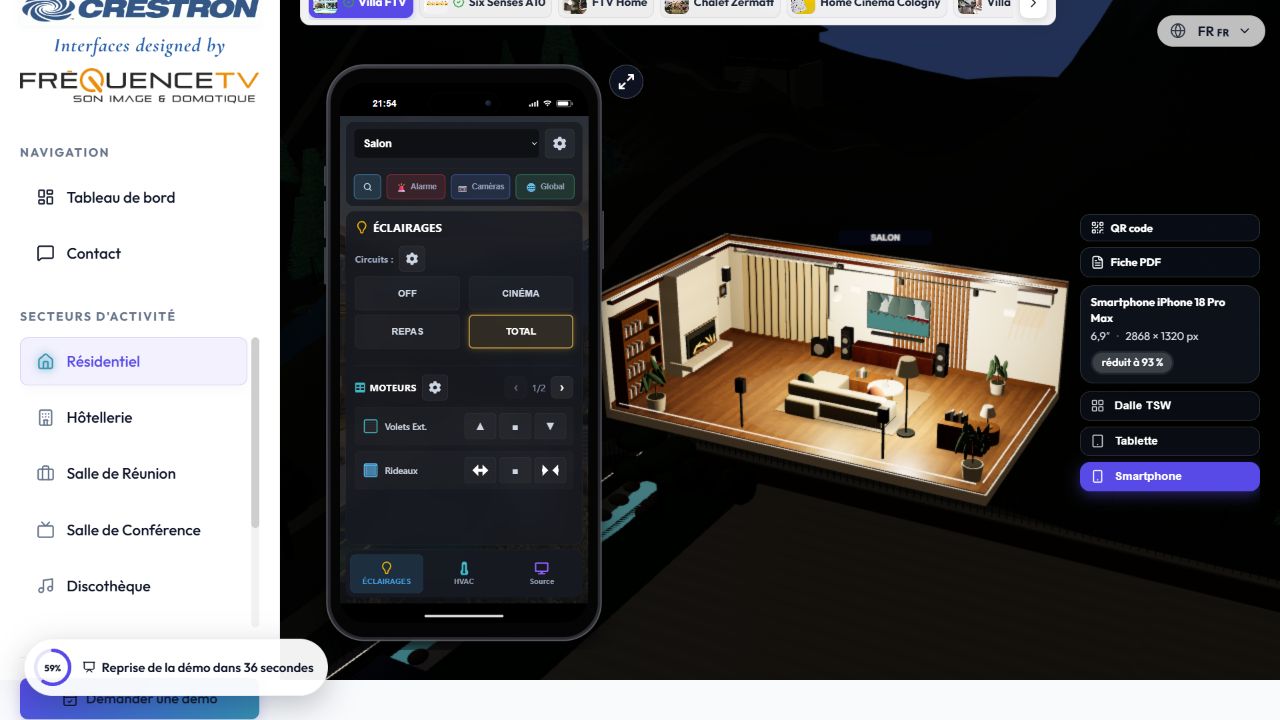 CRESTRON
Interfaces designed by
FRÉQUENCETV
SON IMAGE & DOMOTIQUE
NAVIGATION
Tableau de bord
Contact
SECTEURS D'ACTIVITÉ
Résidentiel
Hôtellerie
Salle de Réunion
Salle de Conférence
Discothèque
59%
Reprise de la démo dans 36 secondes
Demander une démo
Villa FTV
Six Senses A10
FTV Home
Chalet Zermatt
Home Cinéma Cologny
Villa
FR FR
21:54
Salon
Alarme
Caméras
Global
ÉCLAIRAGES
Circuits :
OFF
CINÉMA
REPAS
TOTAL
MOTEURS
1/2
Volets Ext.
Rideaux
ÉCLAIRAGES
HVAC
Source
SALON
QR code
Fiche PDF
Smartphone iPhone 18 Pro
Max
6,9″ · 2868 × 1320 px
réduit à 93 %
Dalle TSW
Tablette
Smartphone